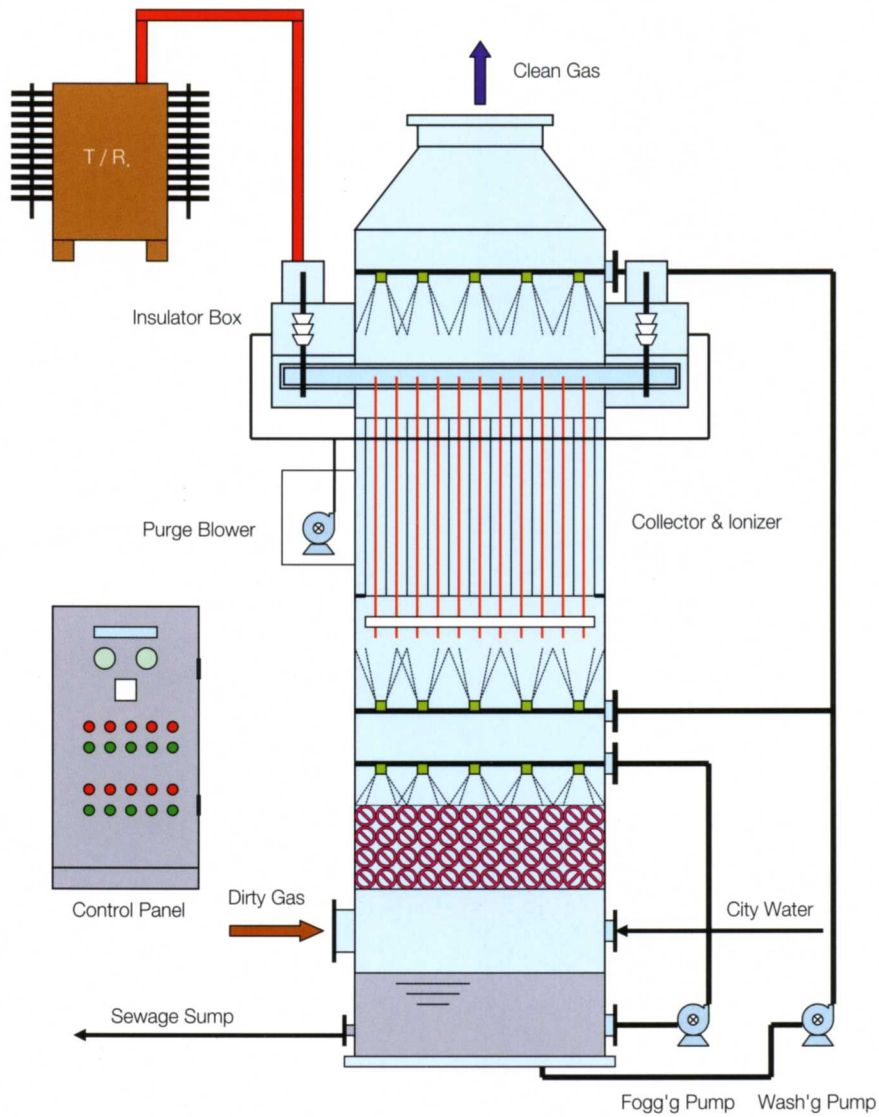 Clean Gas
T / R.
Insulator Box
Purge Blower
Collector & Ionizer
Control Panel
Dirty Gas
City Water
Sewage Sump
Fogg'g Pump
Wash'g Pump